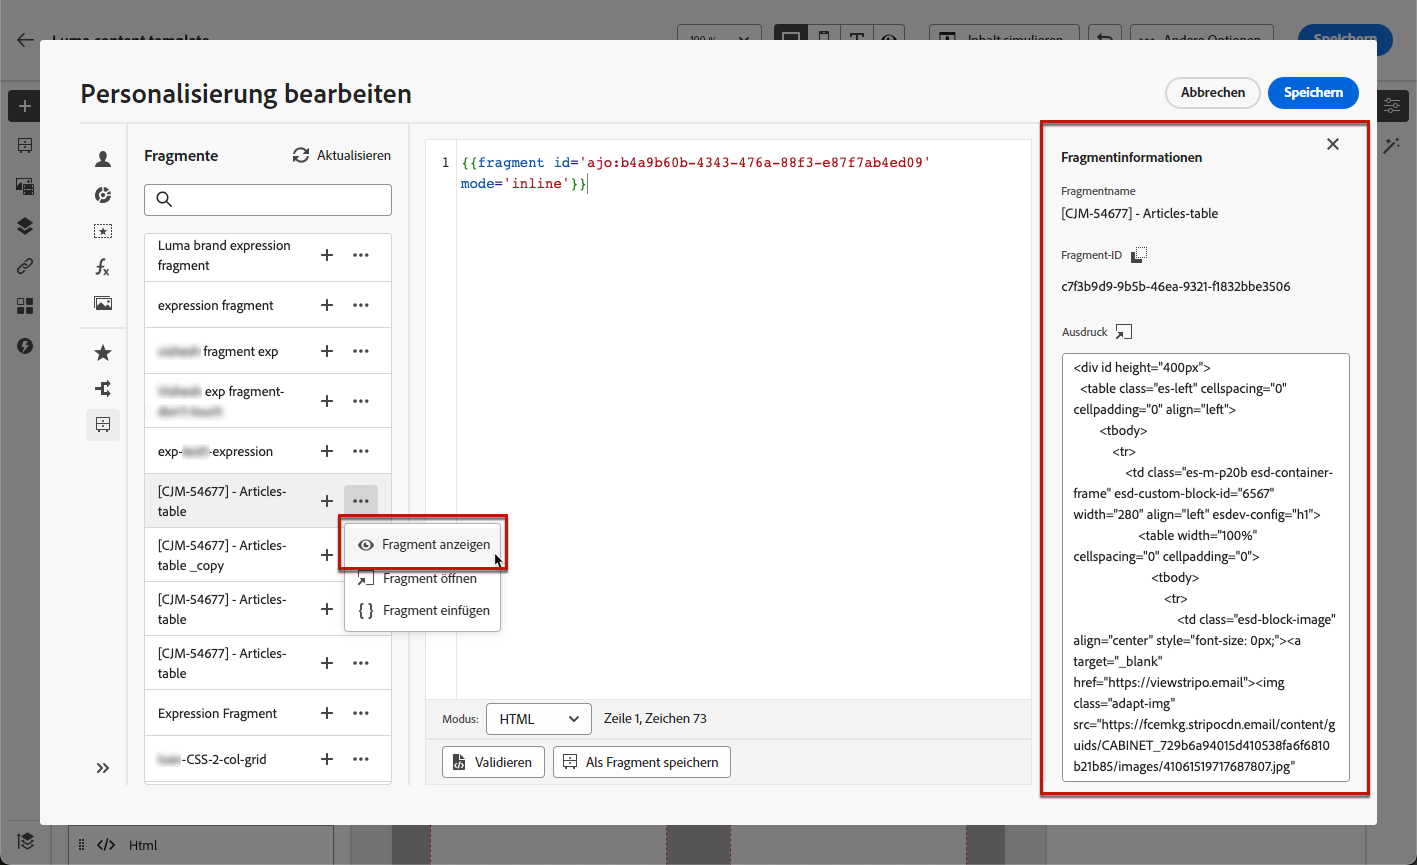 Luma content template
100 %
Inhalt simulieren
Andere Optionen
Speichern
Personalisierung bearbeiten
Abbrechen
Speichern
Fragmente
Aktualisieren
Luma brand expression
fragment
expression fragment
fragment exp
exp fragment-
exp-
-expression
[CJM-54677] - Articles-
table
[CJM-54677] - Articles-
table _copy
[CJM-54677] - Articles-
table
[CJM-54677] - Articles-
table
Expression Fragment
-CSS-2-col-grid
Fragment anzeigen
Fragment öffnen
{ } Fragment einfügen
1 {{fragment id='ajo:b4a9b60b-4343-476a-88f3-e87f7ab4ed09'
mode='inline'}}
Modus: HTML Zeile 1, Zeichen 73
Validieren
Als Fragment speichern
Fragmentinformationen
Fragmentname
[CJM-54677] - Articles-table
Fragment-ID
c7f3b9d9-9b5b-46ea-9321-f1832bbe3506
Ausdruck
<div id height="400px">
<table class="es-left" cellspacing="0"
cellpadding="0" align="left">
<tbody>
<tr>
<td class="es-m-p20b esd-container-
frame" esd-custom-block-id="6567"
width="280" align="left" esdev-config="h1">
<table width="100%"
cellspacing="0" cellpadding="0">
<tbody>
<tr>
<td class="esd-block-image"
align="center" style="font-size: 0px;"><a
target="_blank"
href="https://viewstripo.email"><img
class="adapt-img"
src="https://fcemkg.stripocdn.email/content/g
uids/CABINET_729b6a94015d410538fa6f6810
b21b85/images/41061519717687807.jpg"
</> Html